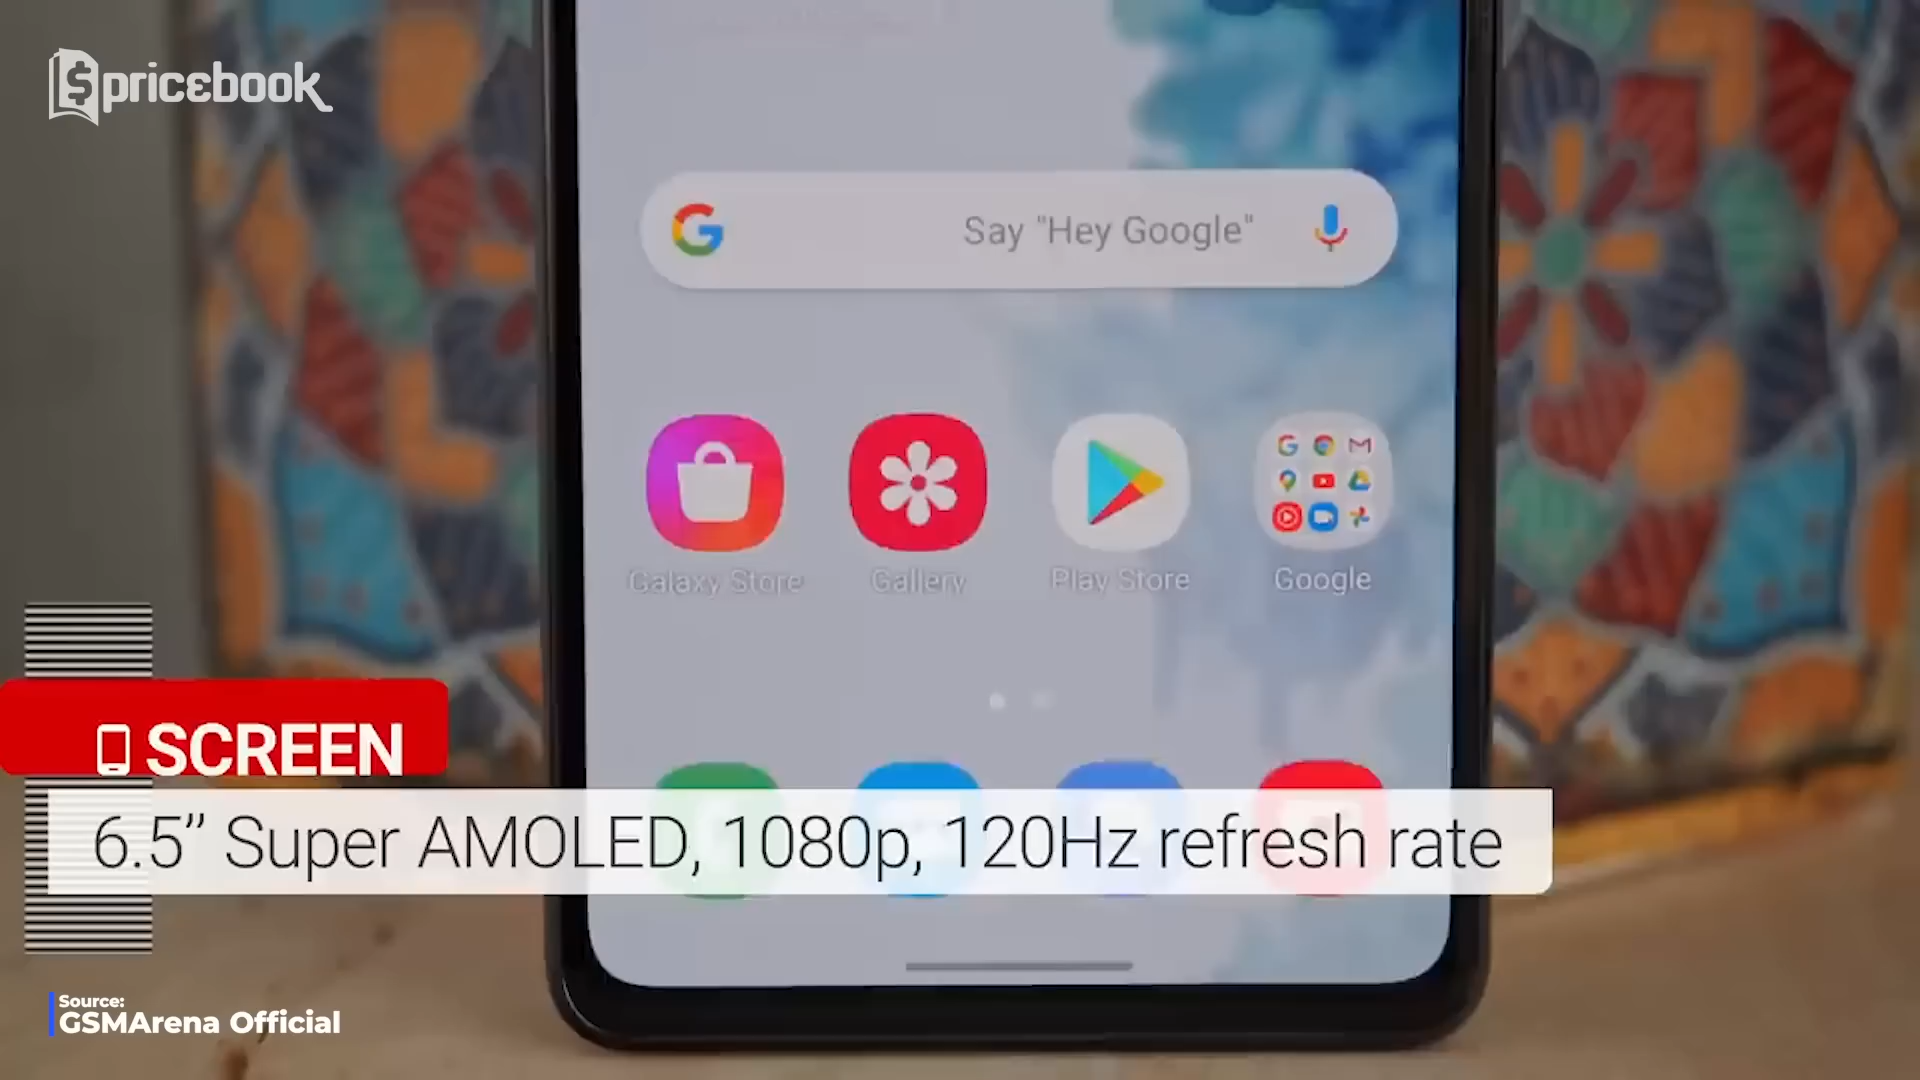 pricebook
Say "Hey Google"
Galaxy Store
Gallery
Play Store
Google
SCREEN
6.5” Super AMOLED, 1080p, 120Hz refresh rate
Source:
GSMArena Official